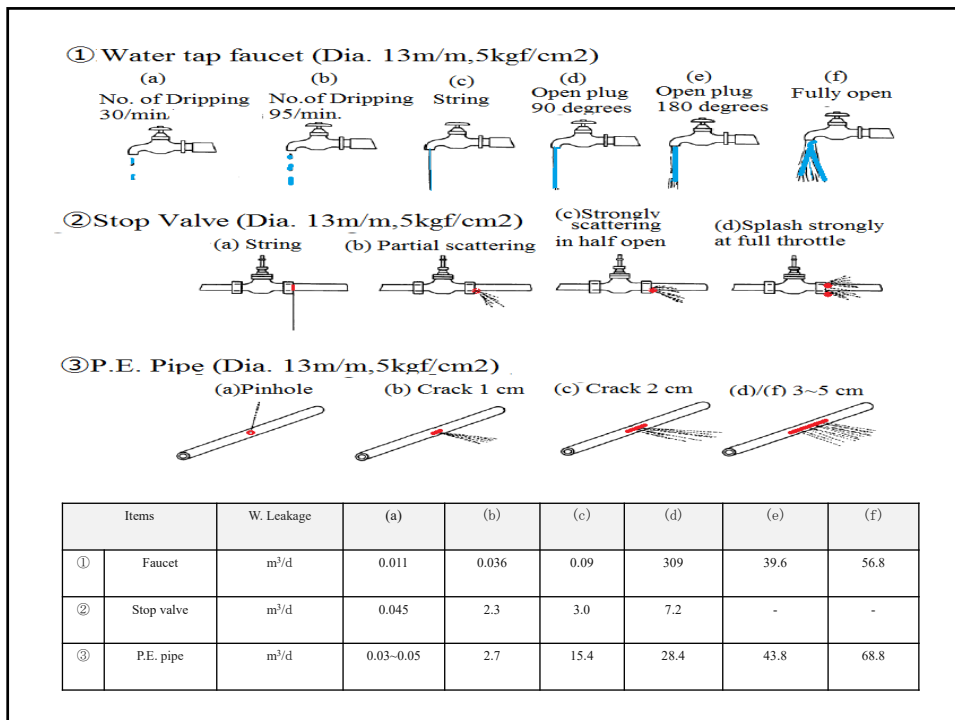 ① Water tap faucet (Dia. 13m/m,5kgf/cm2)
(a)
No. of Dripping
30/min
(b)
No.of Dripping
95/min.
(c)
String
(d)
Open plug
90 degrees
(e)
Open plug
180 degrees
(f)
Fully open
②Stop Valve (Dia. 13m/m,5kgf/cm2)
(a) String
(b) Partial scattering
(c)Strongly
scattering
in half open
(d)Splash strongly
at full throttle
③P.E. Pipe (Dia. 13m/m,5kgf/cm2)
(a)Pinhole
(b) Crack 1 cm
(c) Crack 2 cm
(d)/(f) 3~5 cm
Items W. Leakage (a) (b) (c) (d) (e) (f)
① Faucet m³/d 0.011 0.036 0.09 309 39.6 56.8
② Stop valve m³/d 0.045 2.3 3.0 7.2 - -
③ P.E. pipe m³/d 0.03~0.05 2.7 15.4 28.4 43.8 68.8